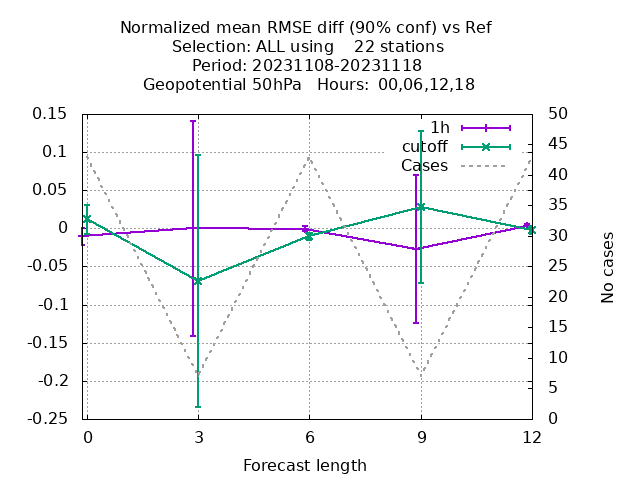 Normalized mean RMSE diff (90% conf) vs Ref
Selection: ALL using    22 stations
Period: 20231108-20231118
Geopotential 50hPa   Hours:  00,06,12,18
1h
cutoff
Cases
0.15
0.1
0.05
0
-0.05
-0.1
-0.15
-0.2
-0.25
50
45
40
35
30
25
20
15
10
5
0
No cases
0 3 6 9 12
Forecast length